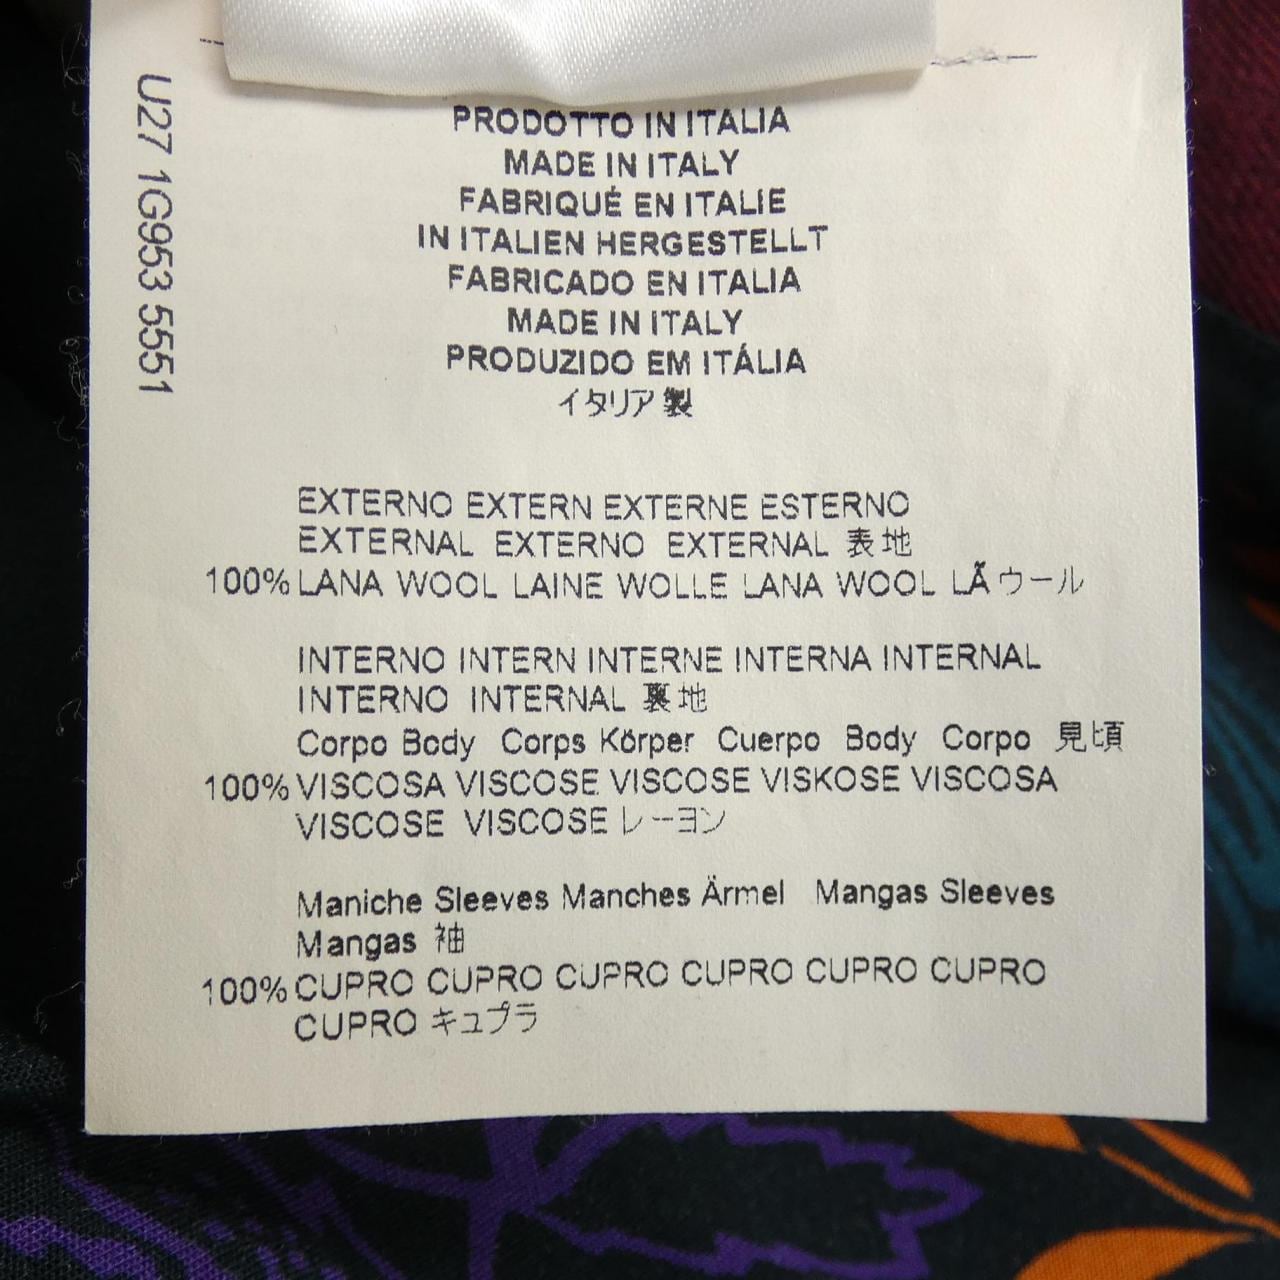 U27 1G953 5551
PRODOTTO IN ITALIA
MADE IN ITALY
FABRIQUÉ EN ITALIE
IN ITALIEN HERGESTELLT
FABRICADO EN ITALIA
MADE IN ITALY
PRODUZIDO EM ITÁLIA
イタリア製
EXTERNO EXTERN EXTERNE ESTERNO
EXTERNAL EXTERNO EXTERNAL 表地
100% LANA WOOL LAINE WOLLE LANA WOOL LÃ ウール
INTERNO INTERN INTERNE INTERNA INTERNAL
INTERNO INTERNAL 裏地
Corpo Body Corps Körper Cuerpo Body Corpo 見頃
100% VISCOSA VISCOSE VISCOSE VISKOSE VISCOSA
VISCOSE VISCOSE レーヨン
Maniche Sleeves Manches Ärmel Mangas Sleeves
Mangas 袖
100% CUPRO CUPRO CUPRO CUPRO CUPRO CUPRO
CUPRO キュプラ